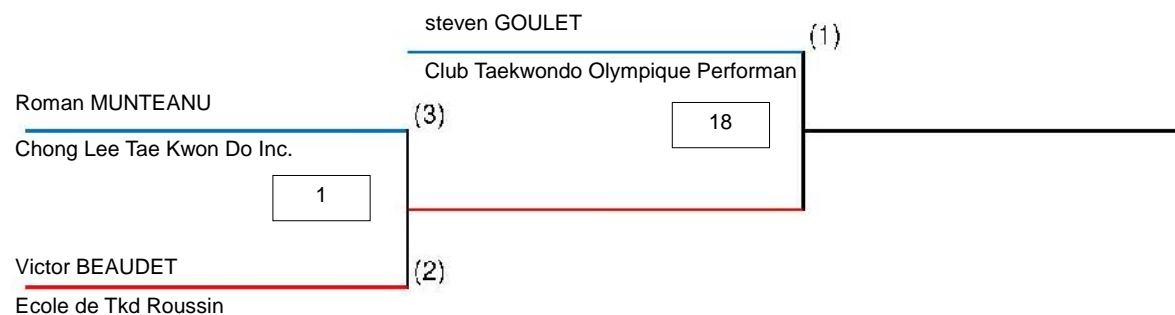 steven GOULET
(1)
Club Taekwondo Olympique Performan
Roman MUNTEANU
(3)
18
Chong Lee Tae Kwon Do Inc.
1
Victor BEAUDET
(2)
Ecole de Tkd Roussin